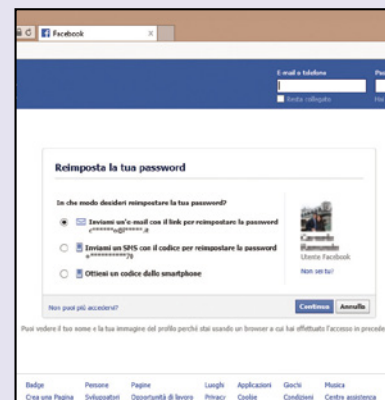 Facebook
E-mail o telefono
Resta collegato
Reimposta la tua password
In che modo desideri reimpostare la tua password?
Inviami un'e-mail con il link per reimpostare la password
c******o@l*****.it
Inviami un SMS con il codice per reimpostare la password
Ottieni un codice dallo smartphone
Utente Facebook
Non sei tu?
Non puoi più accedervi?
Continua
Annulla
Puoi vedere il tuo nome e la tua immagine del profilo perché stai usando un browser a cui hai effettuato l'accesso in precede
Badge Persone Pagine Luoghi Applicazioni Giochi Musica
Crea una Pagina Sviluppatori Opportunità di lavoro Privacy Cookie Condizioni Centro assistenza